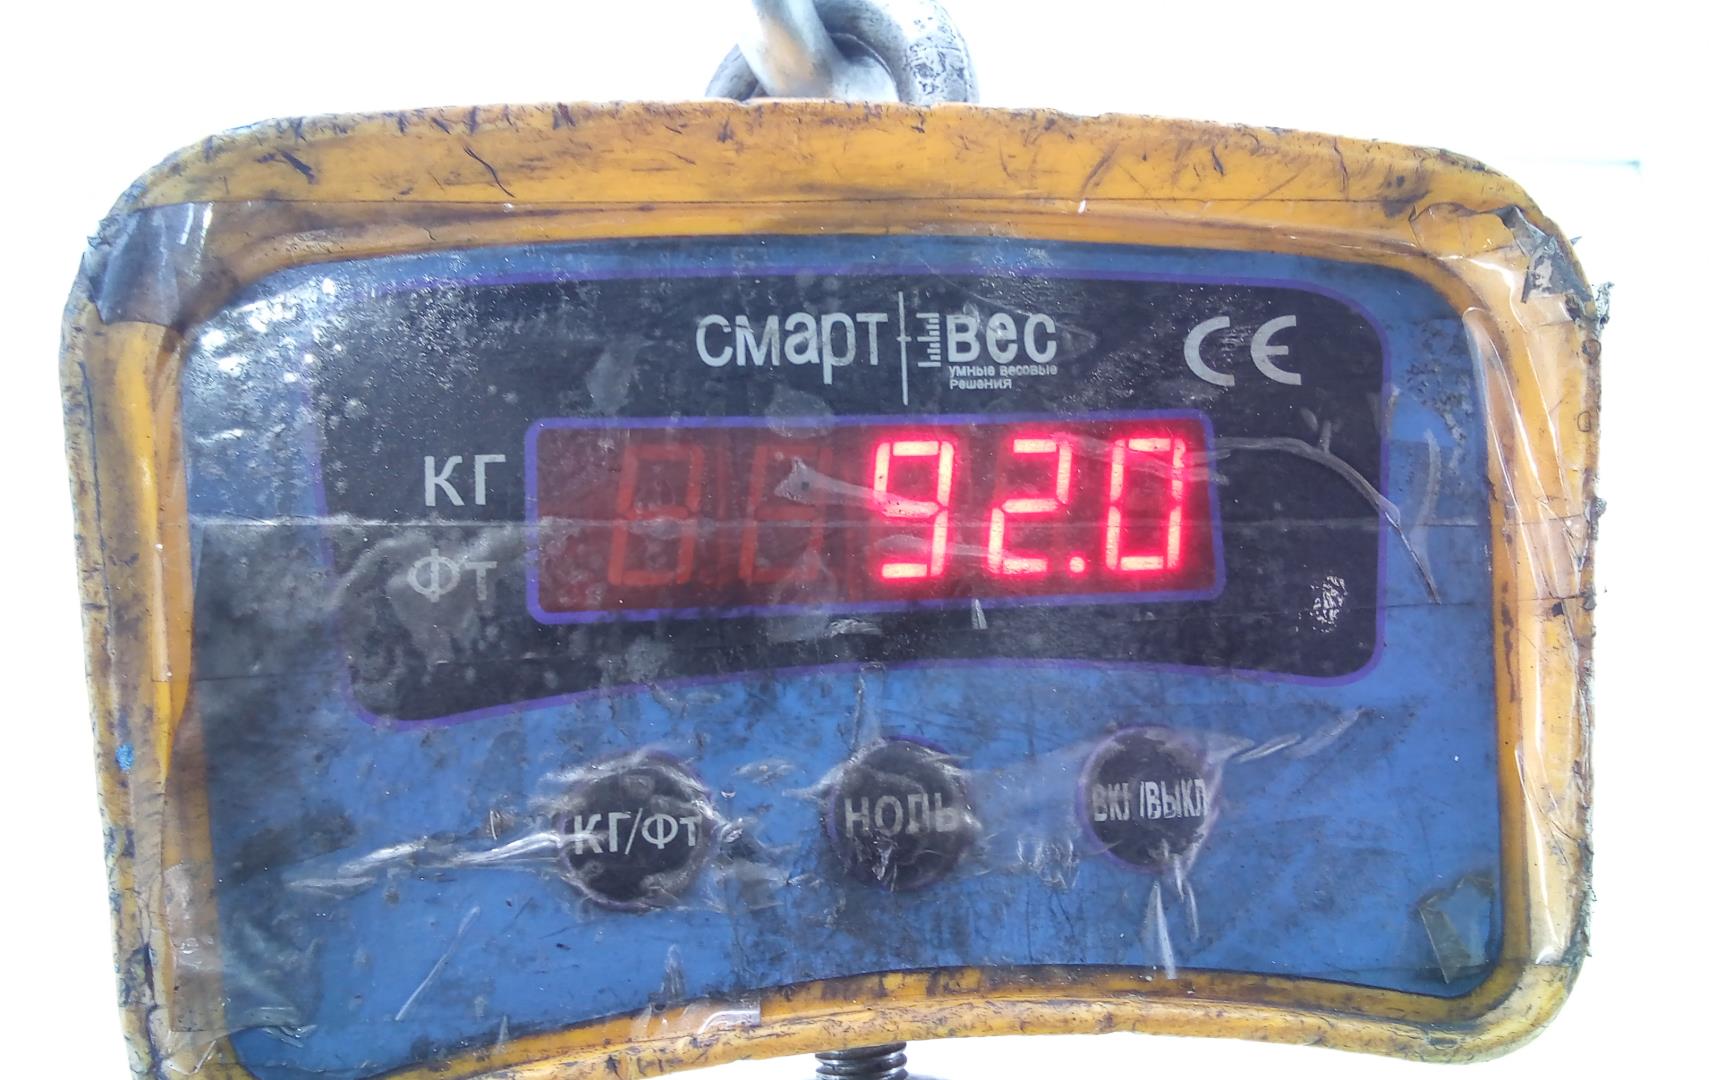 смарт вес
умные весовые
решения
CE
КГ
92.0
Фт
КГ/Фт
НОЛЬ
ВКЛ/ВЫКЛ